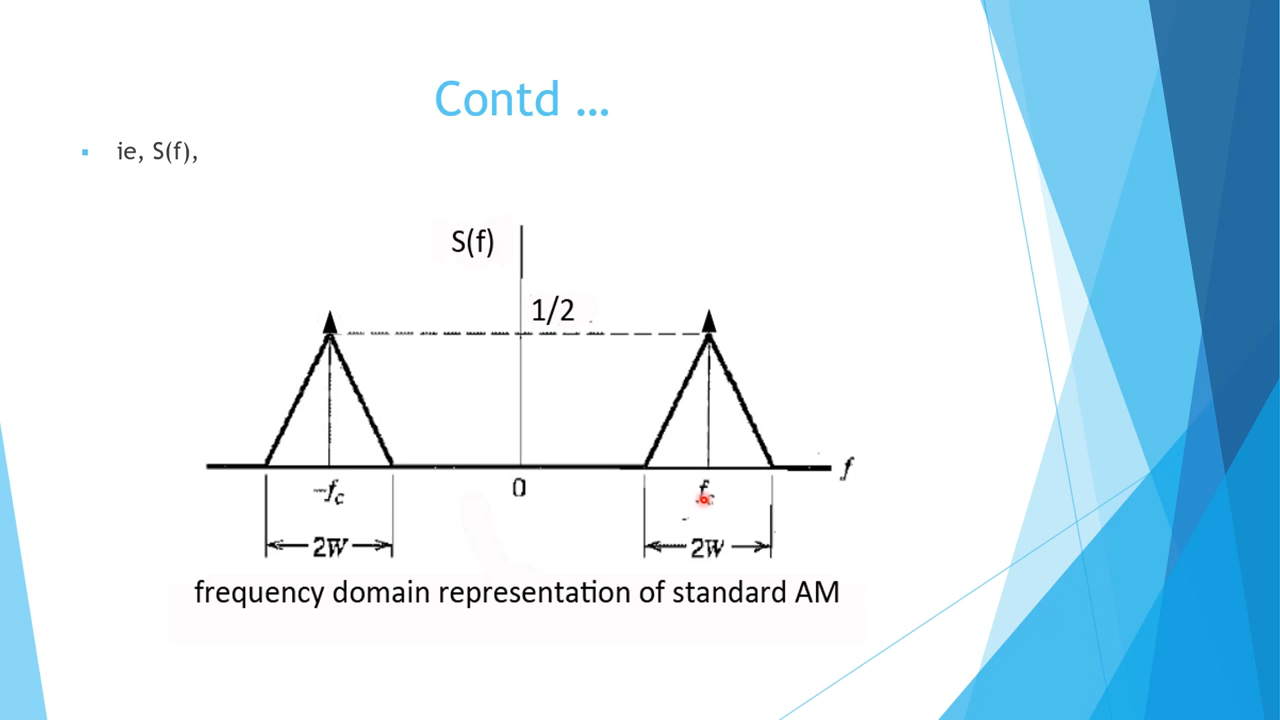 Contd ...
ie, S(f),
S(f)
1/2
f
-fc
0
fc
2W
2W
frequency domain representation of standard AM